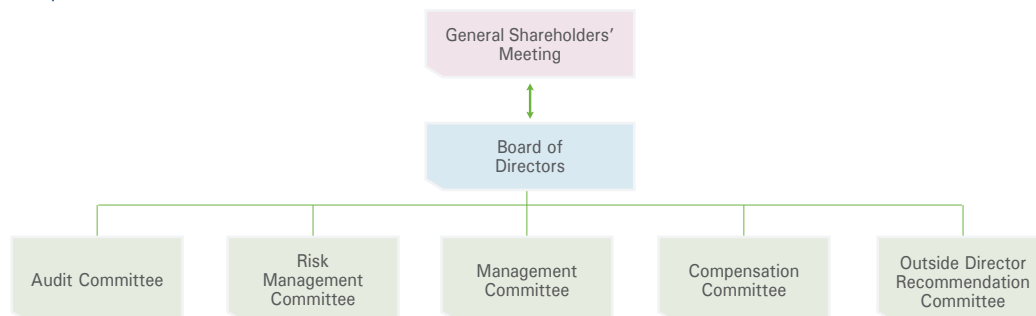 General Shareholders'
Meeting
Board of
Directors
Audit Committee
Risk
Management
Committee
Management
Committee
Compensation
Committee
Outside Director
Recommendation
Committee